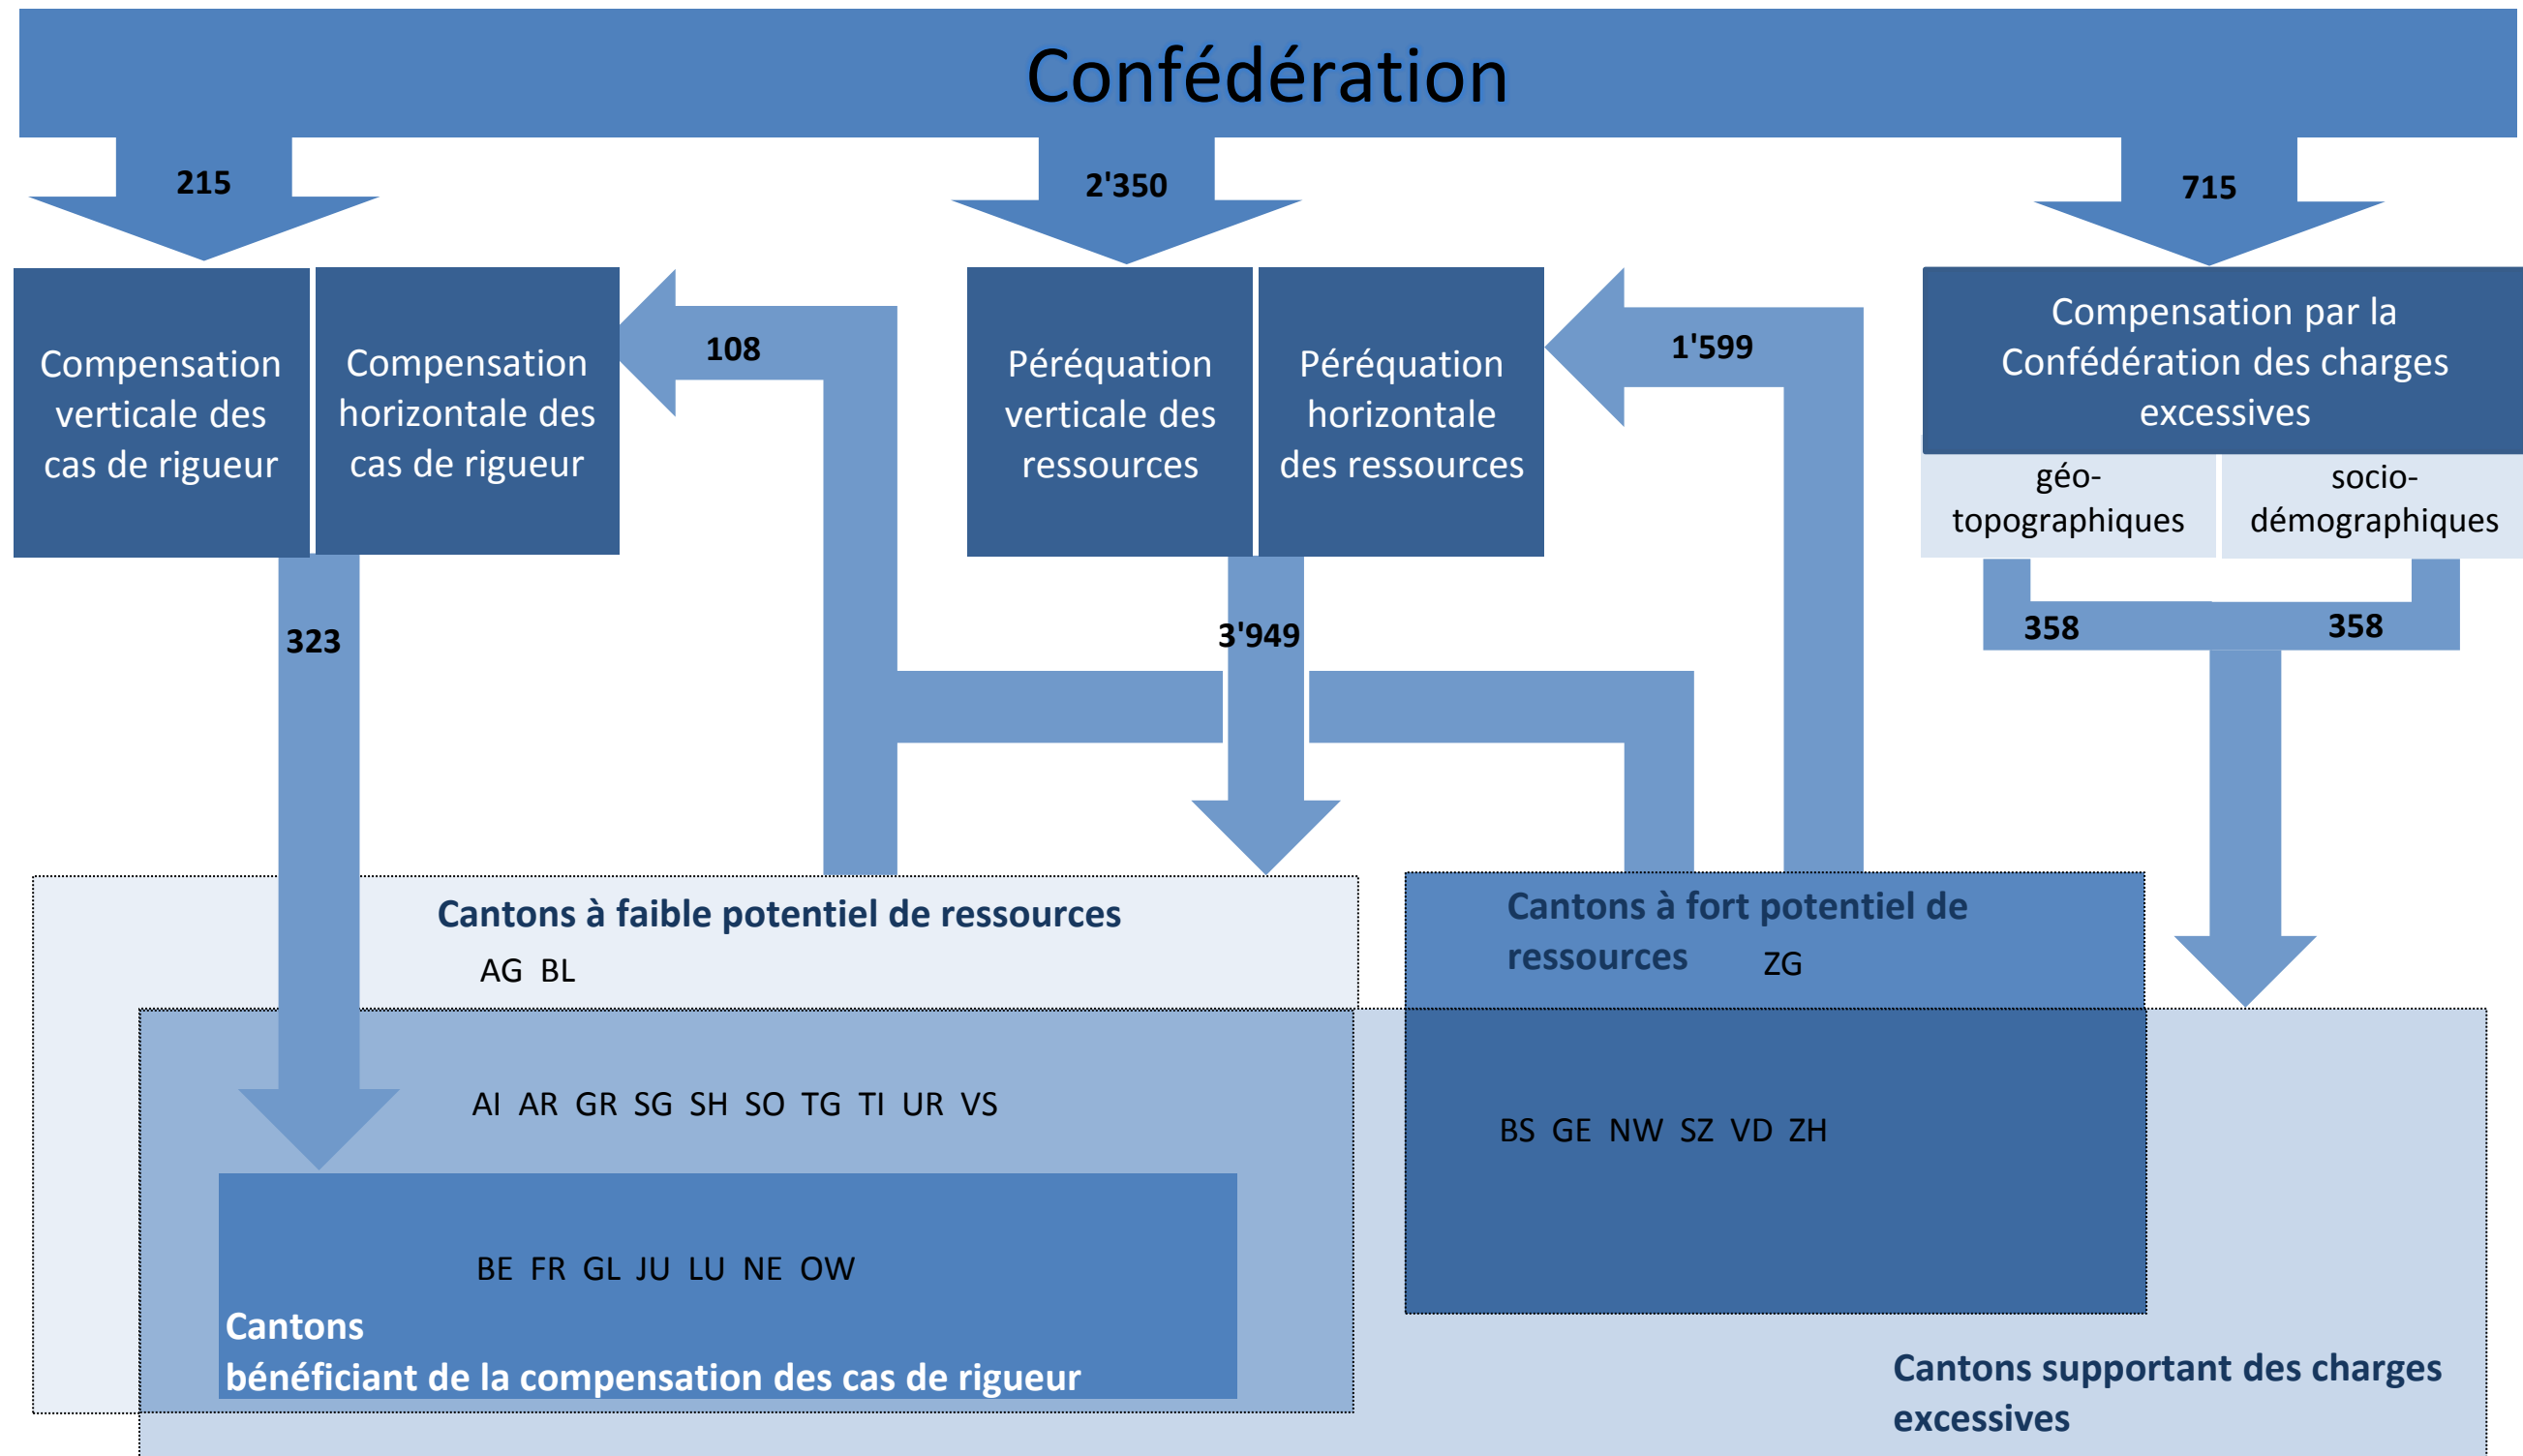 Confédération
215
2'350
715
Compensation
verticale des
cas de rigueur
Compensation
horizontale des
cas de rigueur
108
Péréquation
verticale des
ressources
Péréquation
horizontale
des ressources
1'599
Compensation par la
Confédération des charges
excessives
géo-
topographiques
socio-
démographiques
323
3'949
358
358
Cantons à faible potentiel de ressources
AG BL
Cantons à fort potentiel de
ressources ZG
AI AR GR SG SH SO TG TI UR VS
BS GE NW SZ VD ZH
BE FR GL JU LU NE OW
Cantons
bénéficiant de la compensation des cas de rigueur
Cantons supportant des charges
excessives